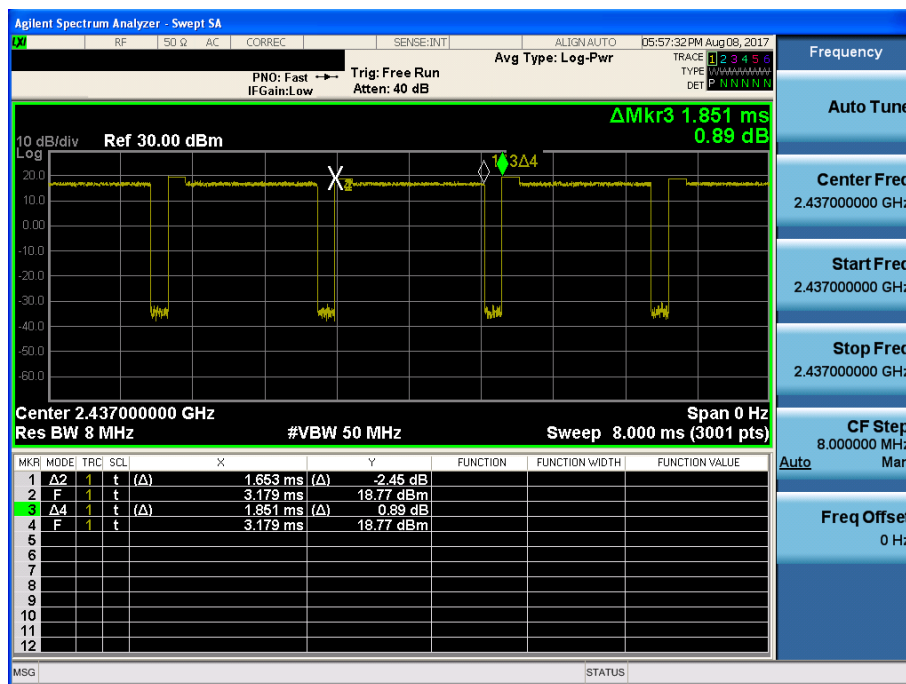 Agilent Spectrum Analyzer - Swept SA
LXI RF 50 Ω AC CORREC SENSE:INT ALIGN AUTO 05:57:32 PM Aug 08, 2017
Avg Type: Log-Pwr TRACE 1 2 3 4 5 6
PNO: Fast Trig: Free Run TYPE WWWWWW
IFGain:Low Atten: 40 dB DET P N N N N N
Frequency
Auto Tune
ΔMkr3 1.851 ms
0.89 dB
10 dB/div Ref 30.00 dBm
Log
20.0
10.0
0.00
-10.0
-20.0
-30.0
-40.0
-50.0
-60.0
X 4 1 3Δ4
Center 2.437000000 GHz Span 0 Hz
Res BW 8 MHz #VBW 50 MHz Sweep 8.000 ms (3001 pts)
Center Freq
2.437000000 GHz
Start Freq
2.437000000 GHz
Stop Freq
2.437000000 GHz
CF Step
8.000000 MHz
Auto Man
Freq Offset
0 Hz
MKR MODE TRC SCL X Y FUNCTION FUNCTION WIDTH FUNCTION VALUE
1 Δ2 1 t (Δ) 1.653 ms (Δ) -2.45 dB
2 F 1 t 3.179 ms 18.77 dBm
3 Δ4 1 t (Δ) 1.851 ms (Δ) 0.89 dB
4 F 1 t 3.179 ms 18.77 dBm
5
6
7
8
9
10
11
12
MSG STATUS